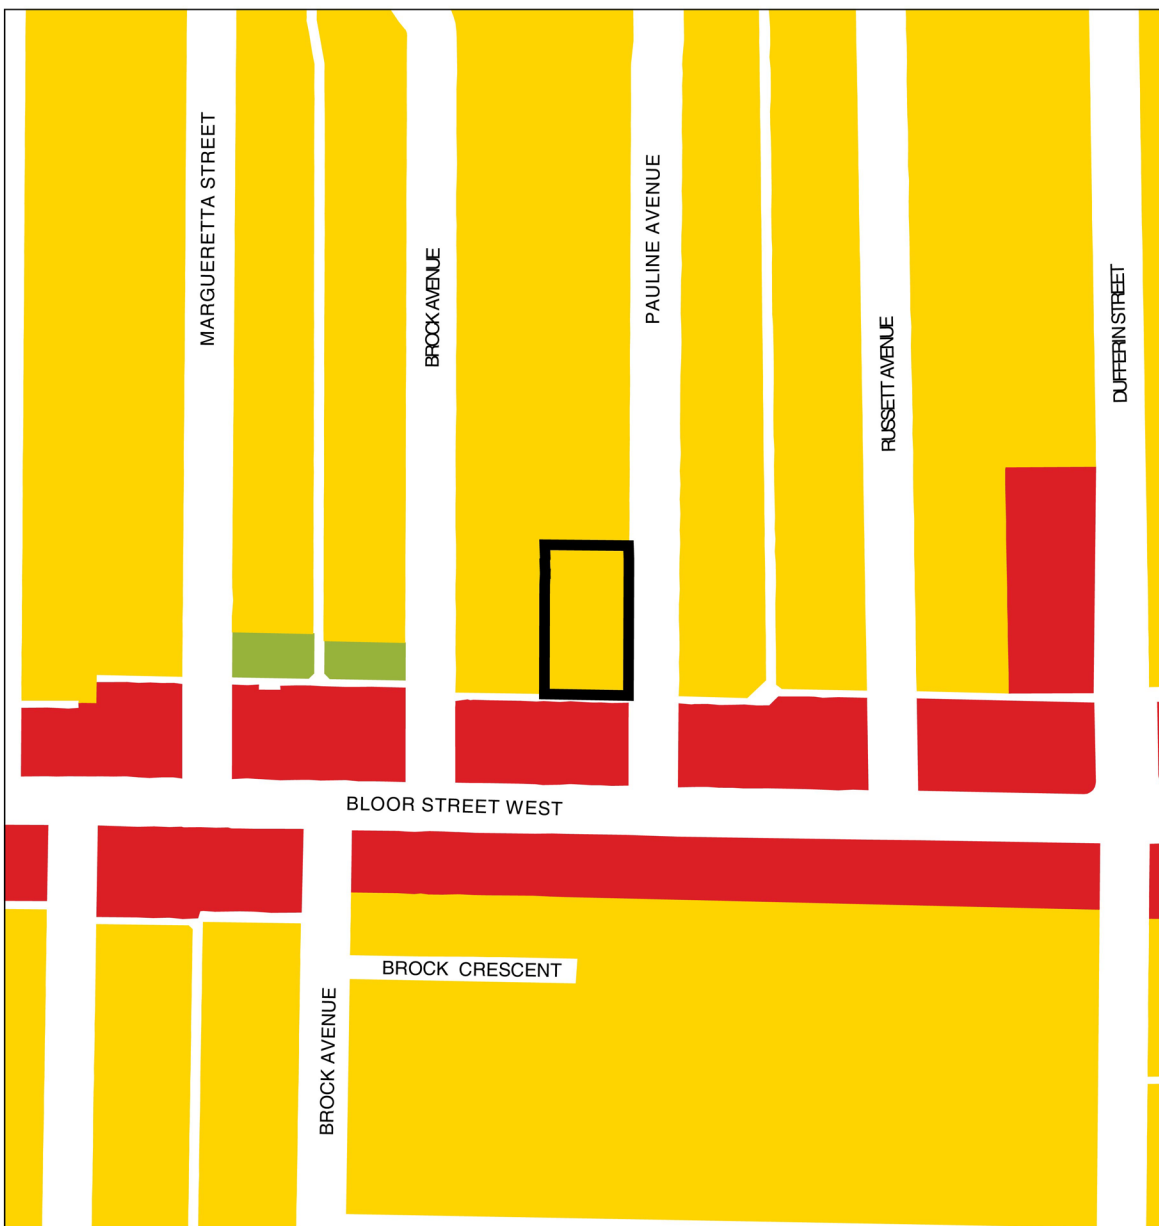 MARGUERETTA STREET
BROCK AVENUE
PAULINE AVENUE
RUSSETT AVENUE
DUFFERIN STREET
BLOOR STREET WEST
BROCK CRESCENT
BROCK AVENUE